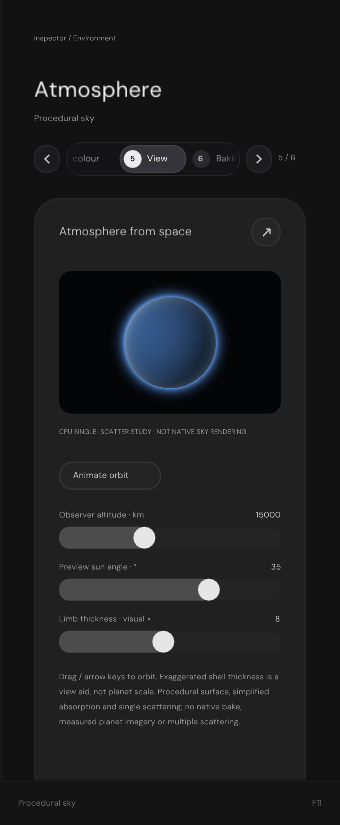 Inspector / Environment
Atmosphere
Procedural sky
colour 5 View 6 Bakin 5 / 6
Atmosphere from space
CPU SINGLE-SCATTER STUDY · NOT NATIVE SKY RENDERING
Animate orbit
Observer altitude · km 15000
Preview sun angle · ° 35
Limb thickness · visual × 8
Drag / arrow keys to orbit. Exaggerated shell thickness is a
view aid, not planet scale. Procedural surface, simplified
absorption and single scattering; no native bake,
measured planet imagery or multiple scattering.
Procedural sky F11